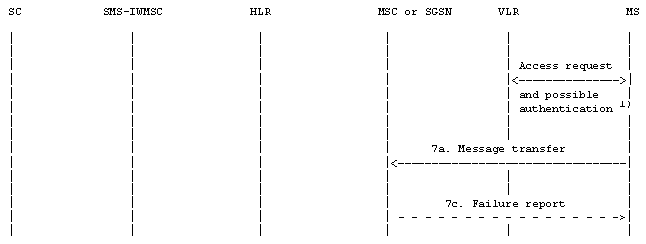 SC SMS-IWMSC HLR MSC or SGSN VLR MS
Access request
and possible
authentication 1)
7a. Message transfer
7c. Failure report